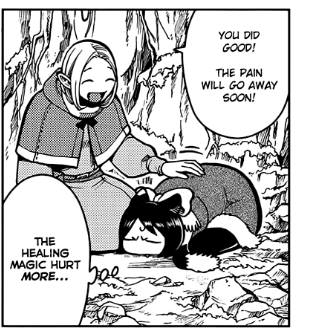 YOU DID
GOOD!
THE PAIN
WILL GO AWAY
SOON!
THE
HEALING
MAGIC HURT
MORE...